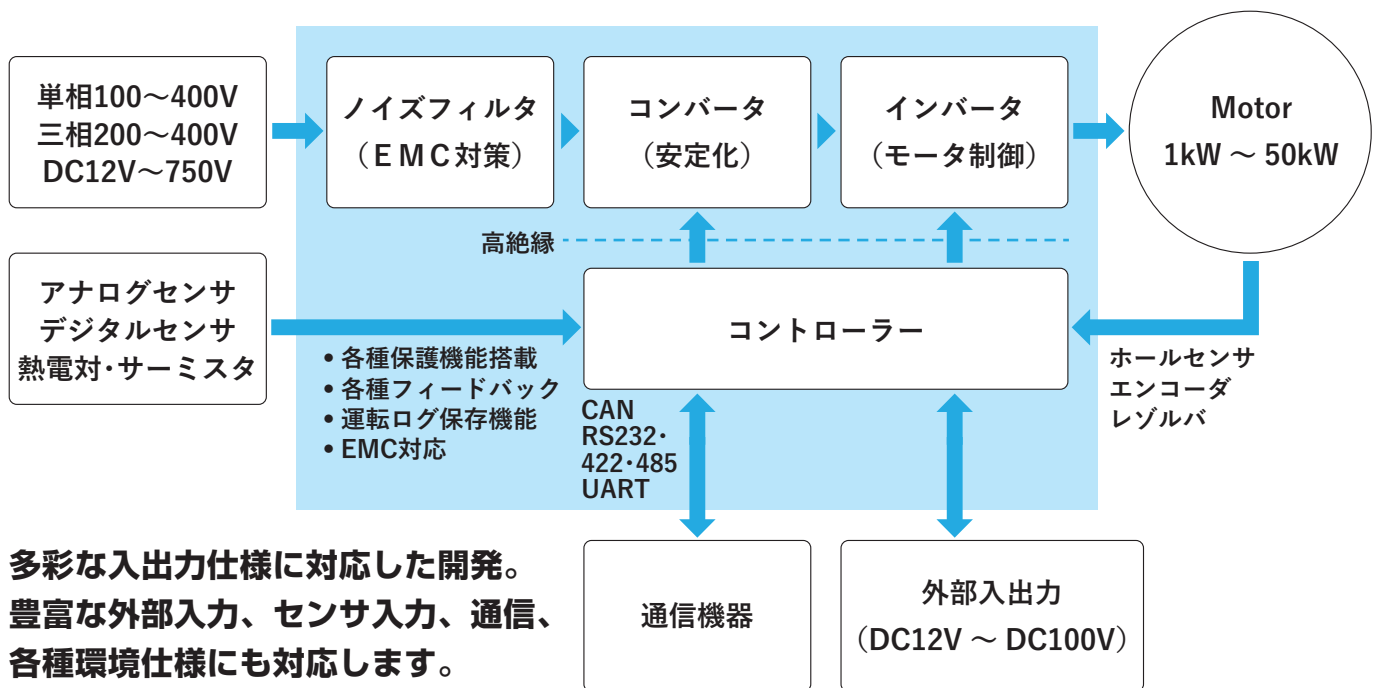 単相100～400V
三相200～400V
DC12V～750V
ノイズフィルタ
（ＥＭＣ対策）
コンバータ
（安定化）
インバータ
（モータ制御）
Motor
1kW ～ 50kW
高絶縁
アナログセンサ
デジタルセンサ
熱電対･サーミスタ
コントローラー
• 各種保護機能搭載
• 各種フィードバック
• 運転ログ保存機能
• EMC対応
CAN
RS232･
422･485
UART
ホールセンサ
エンコーダ
レゾルバ
多彩な入出力仕様に対応した開発。
豊富な外部入力、センサ入力、通信、
各種環境仕様にも対応します。
通信機器
外部入出力
（DC12V ～ DC100V）